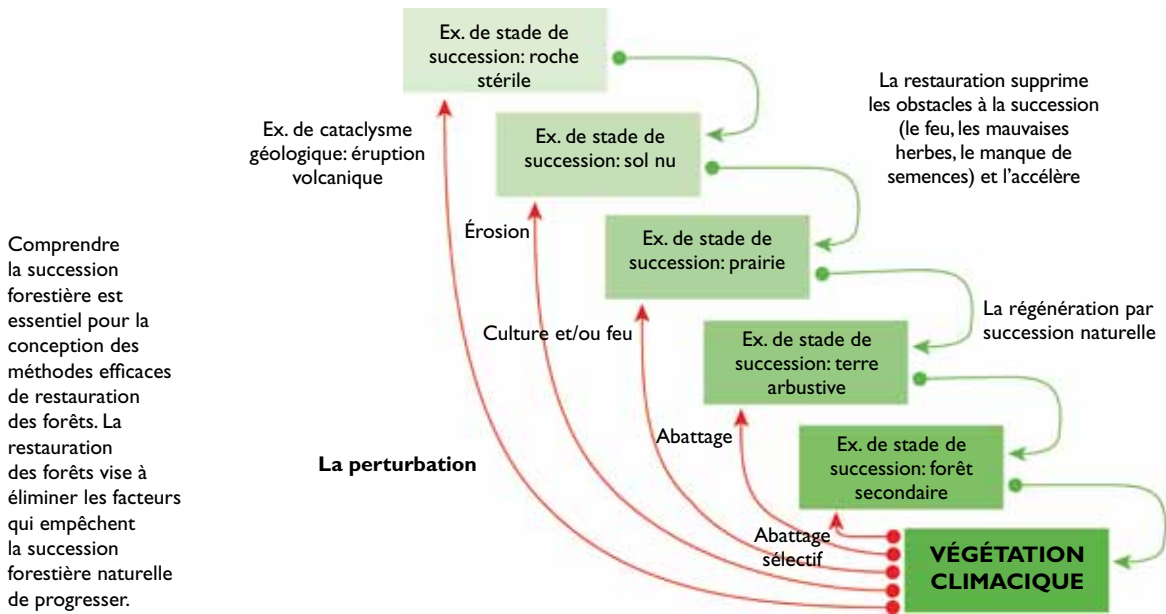 Ex. de stade de
succession: roche
stérile
La restauration supprime
les obstacles à la succession
(le feu, les mauvaises
herbes, le manque de
semences) et l'accélère
Ex. de cataclysme
géologique: éruption
volcanique
Ex. de stade de
succession: sol nu
Comprendre
la succession
forestière est
essentiel pour la
conception des
méthodes efficaces
de restauration
des forêts. La
restauration
des forêts vise à
éliminer les facteurs
qui empêchent
la succession
forestière naturelle
de progresser.
Érosion
Ex. de stade de
succession: prairie
La régénération par
succession naturelle
Culture et/ou feu
Ex. de stade de
succession: terre
arbustive
Abattage
Ex. de stade de
succession: forêt
secondaire
La perturbation
Abattage
sélectif
VÉGÉTATION
CLIMACIQUE